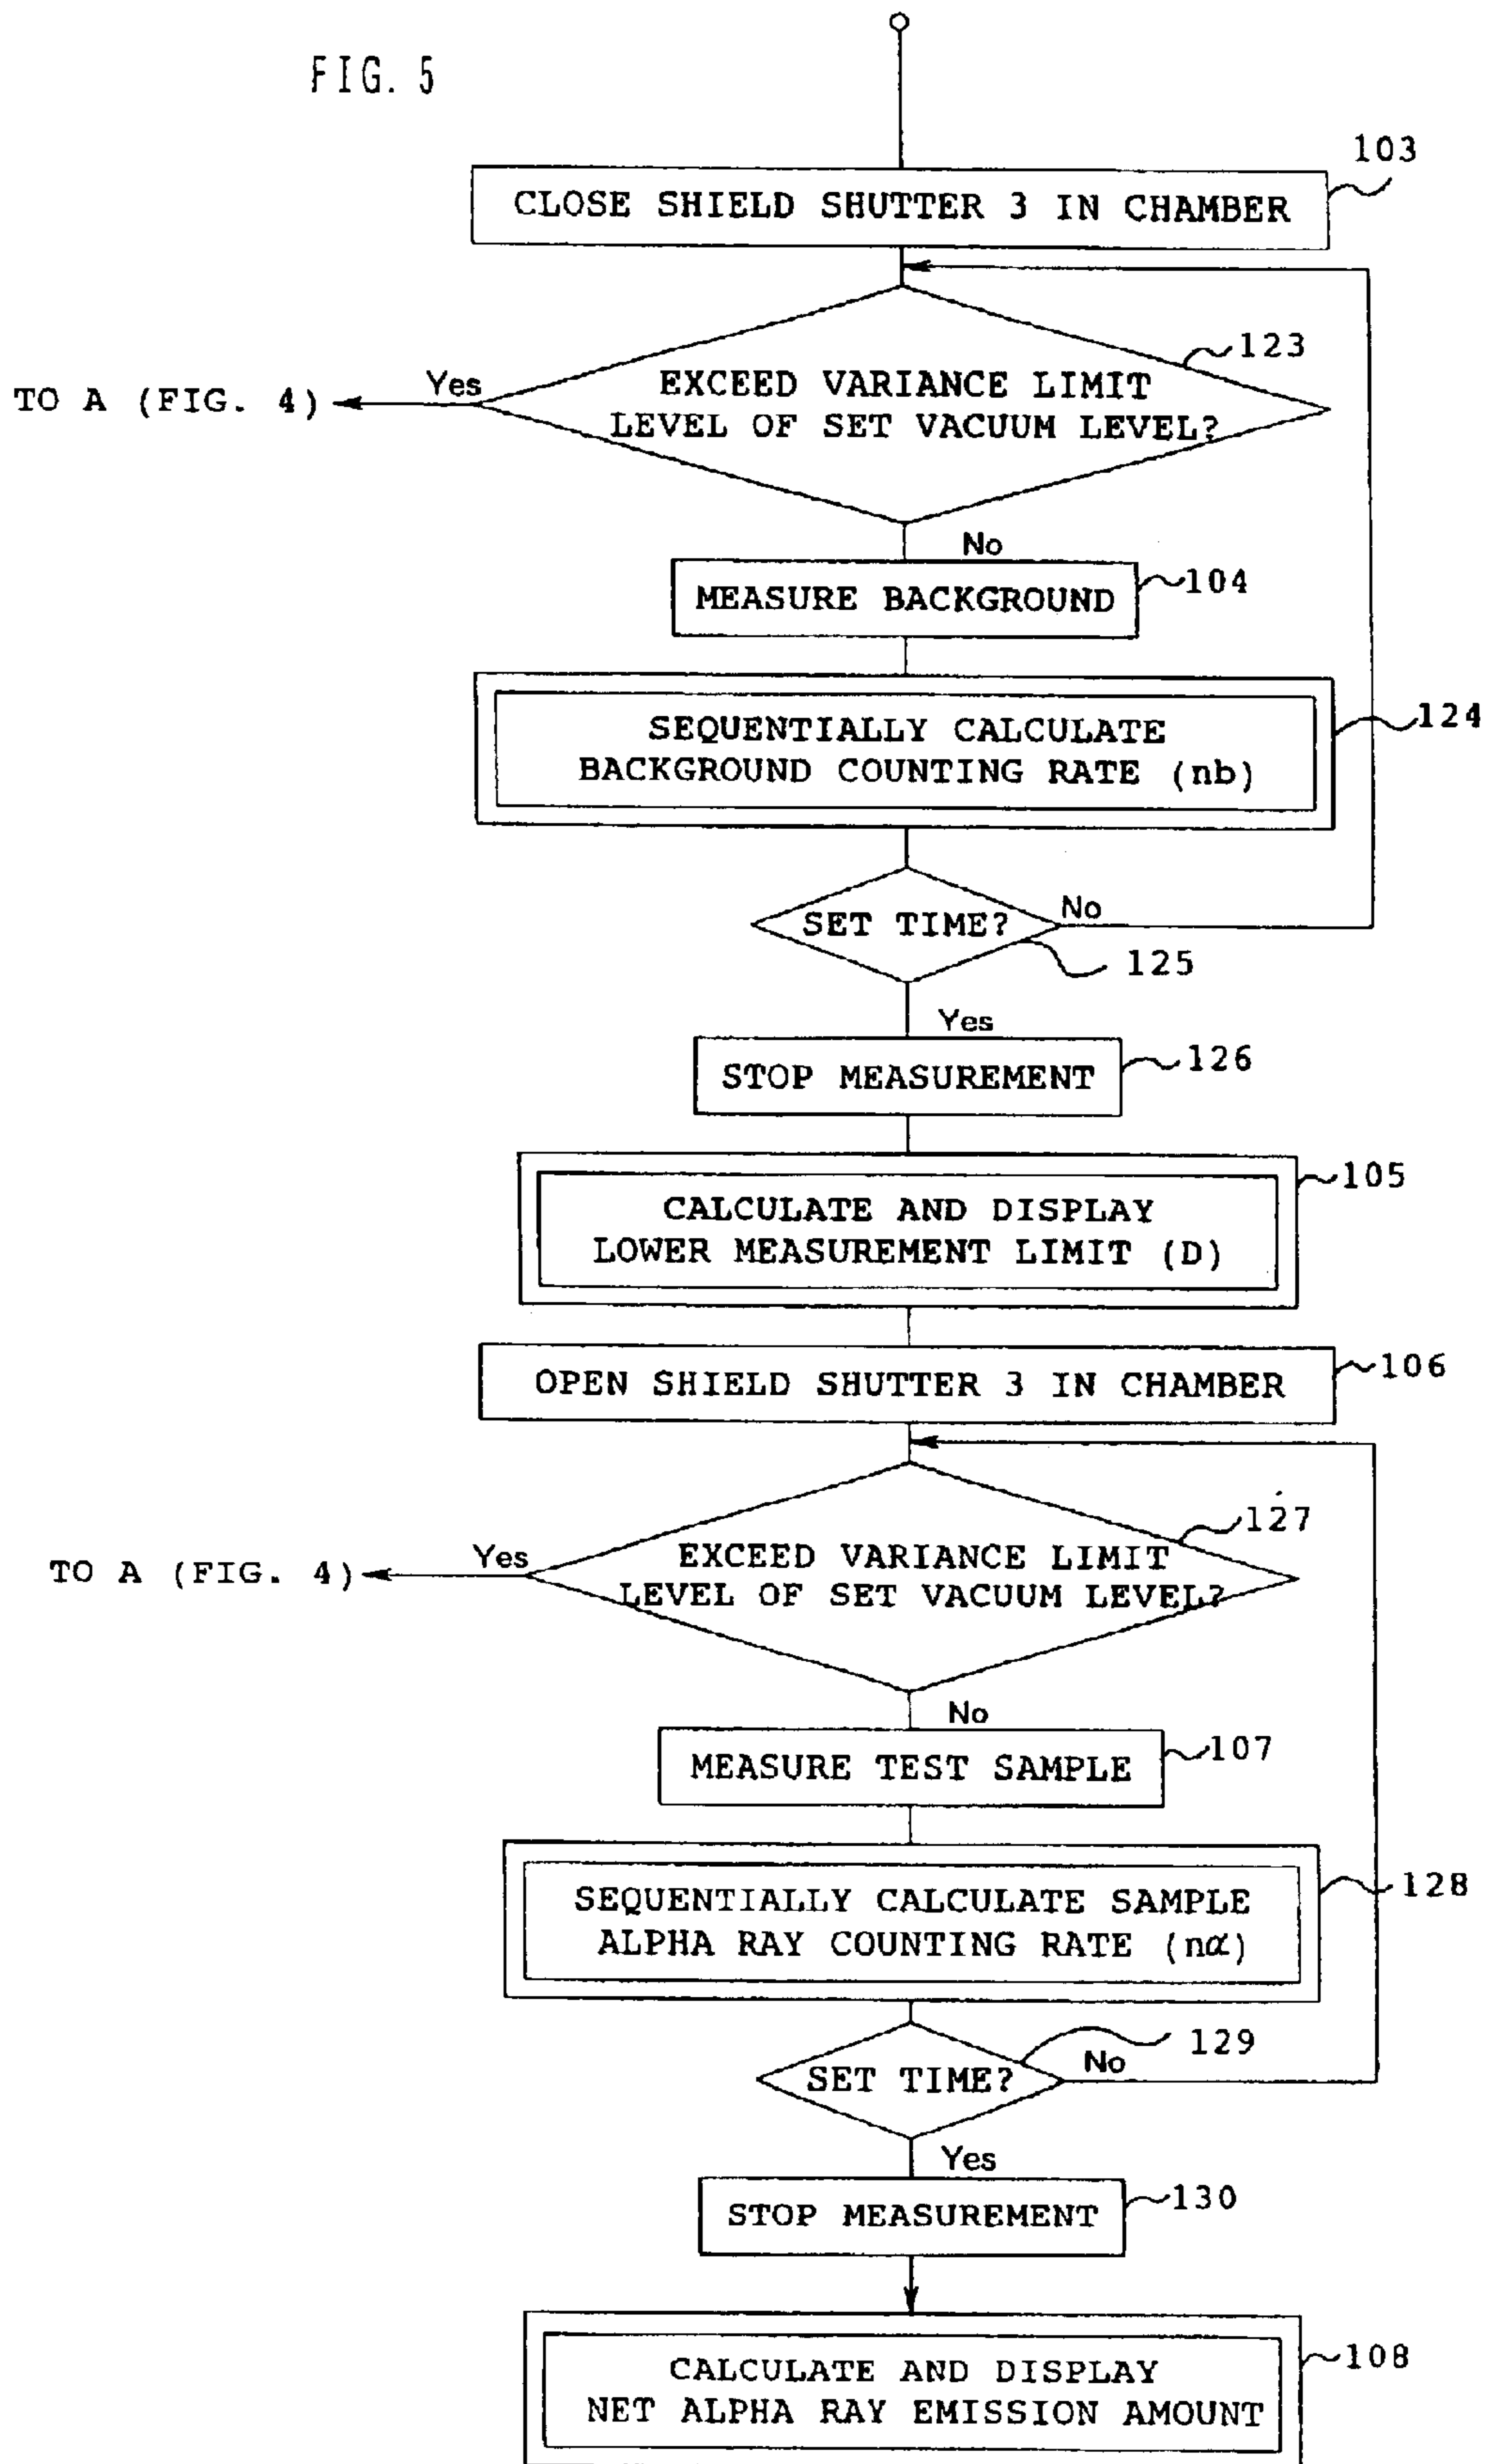 FIG. 5
103
CLOSE SHIELD SHUTTER 3 IN CHAMBER
123
TO A (FIG. 4)
Yes
EXCEED VARIANCE LIMIT
LEVEL OF SET VACUUM LEVEL?
No
MEASURE BACKGROUND
104
SEQUENTIALLY CALCULATE
BACKGROUND COUNTING RATE (nb)
124
SET TIME?
No
125
Yes
STOP MEASUREMENT
126
CALCULATE AND DISPLAY
LOWER MEASUREMENT LIMIT (D)
105
OPEN SHIELD SHUTTER 3 IN CHAMBER
106
127
TO A (FIG. 4)
Yes
EXCEED VARIANCE LIMIT
LEVEL OF SET VACUUM LEVEL?
No
MEASURE TEST SAMPLE
107
SEQUENTIALLY CALCULATE SAMPLE
ALPHA RAY COUNTING RATE (nα)
128
SET TIME?
129
No
Yes
STOP MEASUREMENT
130
CALCULATE AND DISPLAY
NET ALPHA RAY EMISSION AMOUNT
108